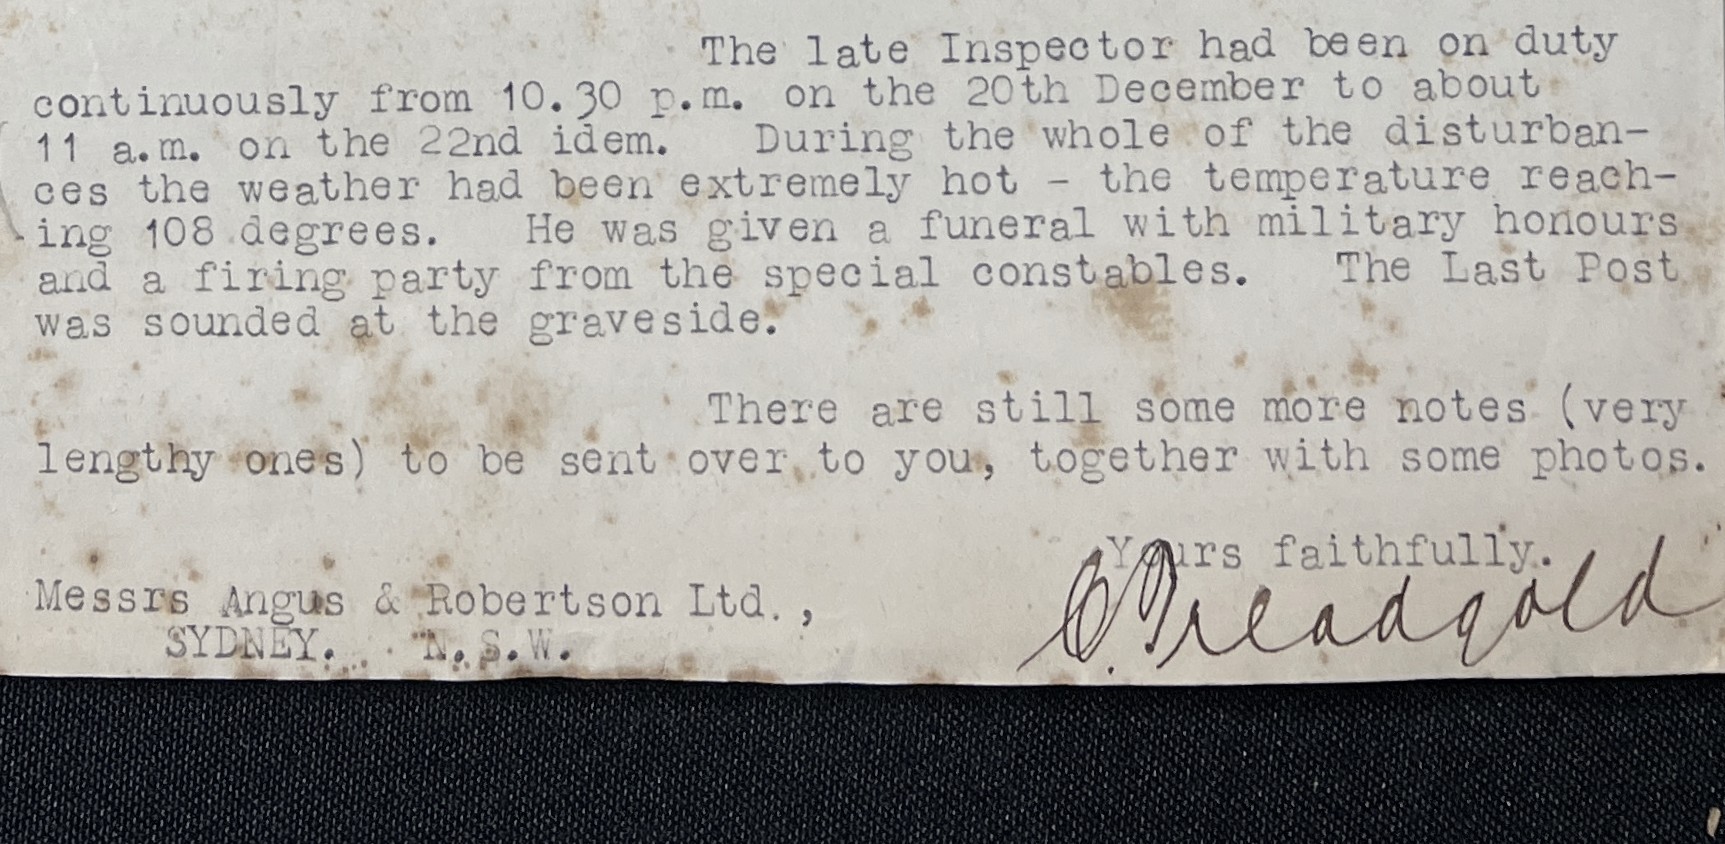 The late Inspector had been on duty
continuously from 10.30 p.m. on the 20th December to about
11 a.m. on the 22nd idem. During the whole of the disturban-
ces the weather had been extremely hot - the temperature reach-
ing 108 degrees. He was given a funeral with military honours
and a firing party from the special constables. The Last Post
was sounded at the graveside.
There are still some more notes (very
lengthy ones) to be sent over to you, together with some photos.
Yours faithfully.
C. Treadgold
Messrs Angus & Robertson Ltd.,
SYDNEY. N.S.W.